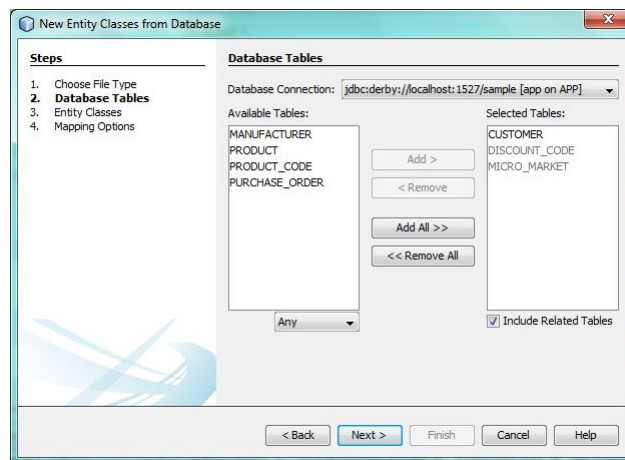 New Entity Classes from Database
Steps
1. Choose File Type
2. Database Tables
3. Entity Classes
4. Mapping Options
Database Tables
Database Connection: jdbc:derby://localhost:1527/sample [app on APP]
Available Tables:
MANUFACTURER
PRODUCT
PRODUCT_CODE
PURCHASE_ORDER
Any
Add >
< Remove
Add All >>
<< Remove All
Selected Tables:
CUSTOMER
DISCOUNT_CODE
MICRO_MARKET
Include Related Tables
< Back Next > Finish Cancel Help